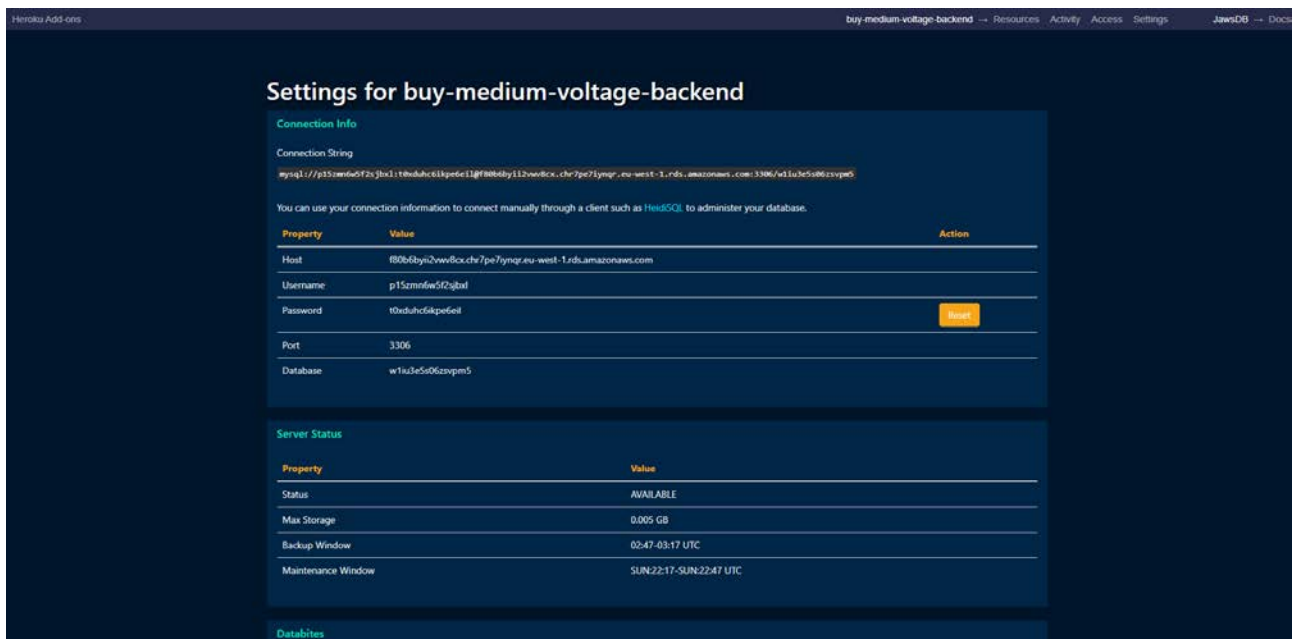 Heroku Add-ons
buy-medium-voltage-backend → Resources Activity Access Settings JawsDB → Docs
Settings for buy-medium-voltage-backend
Connection Info
Connection String
mysql://p15zmn6w5f2sjbxl:t0xduhc6ikpe6eil@f80b6byii2vwv8cx.chr7pe7iynqr.eu-west-1.rds.amazonaws.com:3306/w1iu3e5s06zsvpm5
You can use your connection information to connect manually through a client such as HeidiSQL to administer your database.
Property Value Action
Host f80b6byii2vwv8cx.chr7pe7iynqr.eu-west-1.rds.amazonaws.com
Username p15zmn6w5f2sjbxl
Password t0xduhc6ikpe6eil Reset
Port 3306
Database w1iu3e5s06zsvpm5
Server Status
Property Value
Status AVAILABLE
Max Storage 0.005 GB
Backup Window 02:47-03:17 UTC
Maintenance Window SUN:22:17-SUN:22:47 UTC
Databites